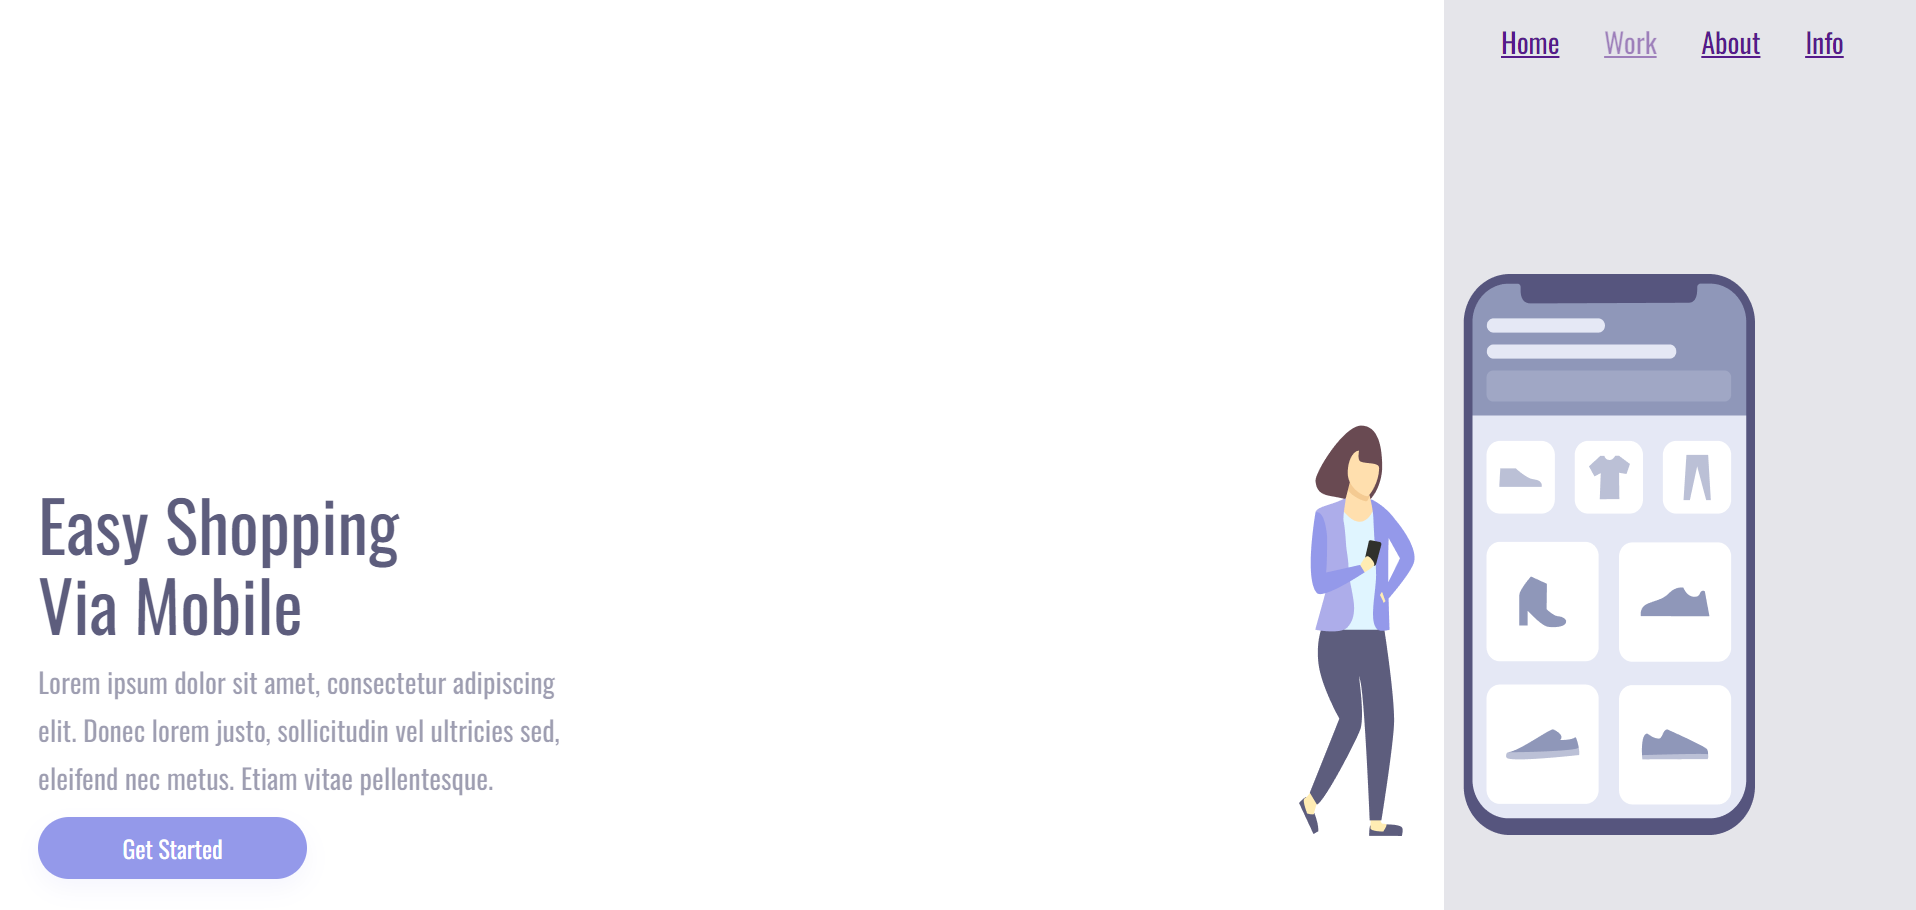 Home Work About Info
Easy Shopping
Via Mobile
Lorem ipsum dolor sit amet, consectetur adipiscing
elit. Donec lorem justo, sollicitudin vel ultricies sed,
eleifend nec metus. Etiam vitae pellentesque.
Get Started